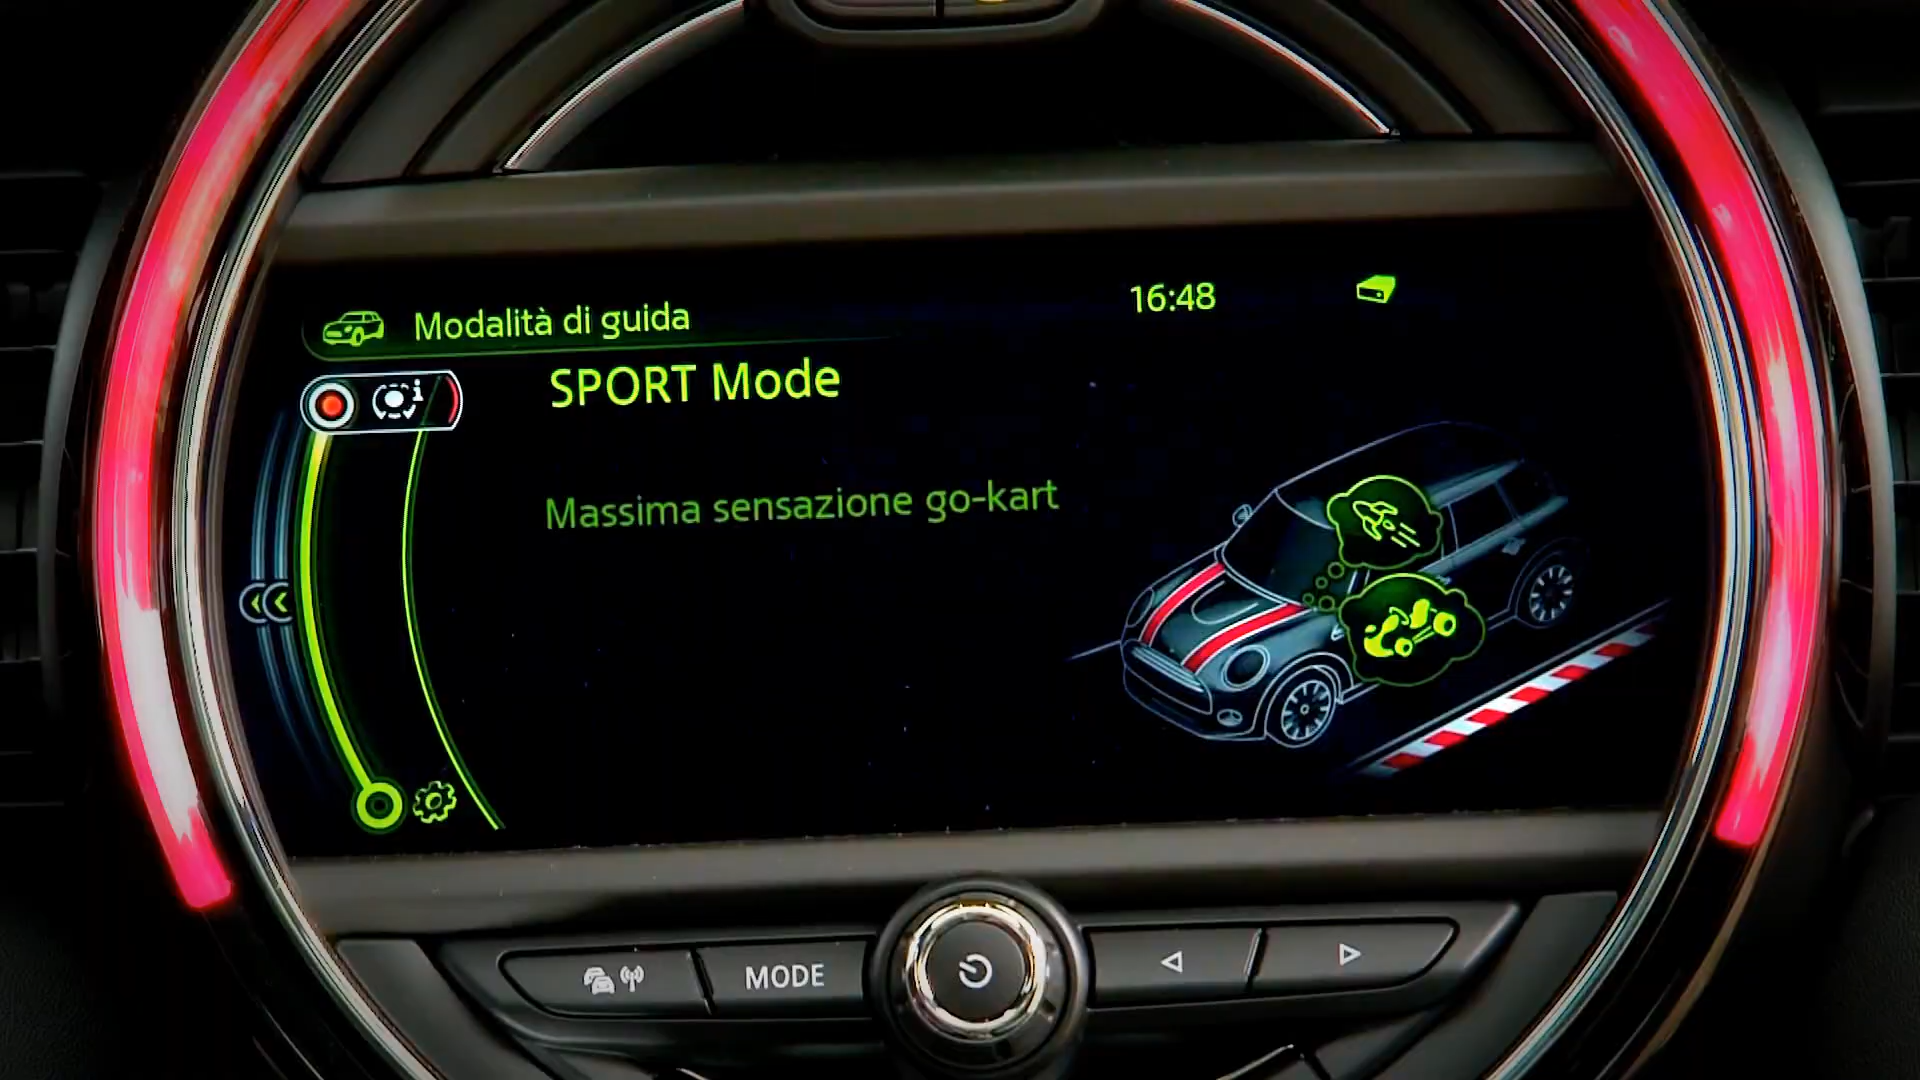 Modalità di guida
16:48
SPORT Mode
Massima sensazione go-kart
MODE